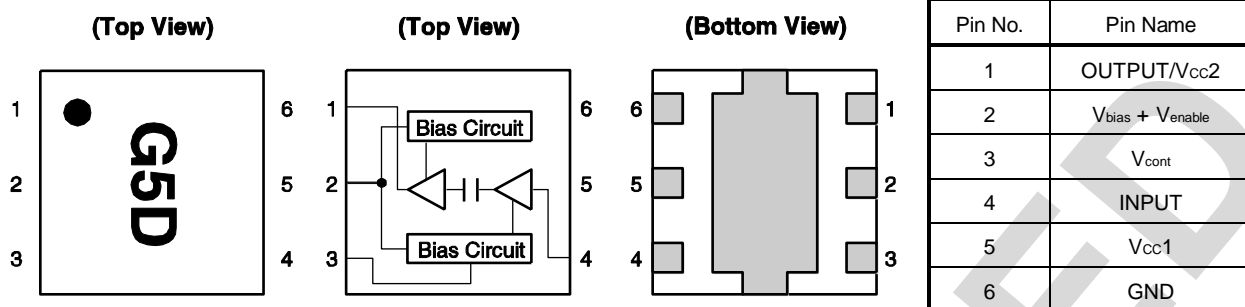 (Top View)
1
2
3
6
5
4
G5D
(Top View)
1
2
3
6
5
4
Bias Circuit
Bias Circuit
(Bottom View)
6
5
4
1
2
3
Pin No. Pin Name
1 OUTPUT/VCC2
2 Vbias + Venable
3 Vcont
4 INPUT
5 VCC1
6 GND